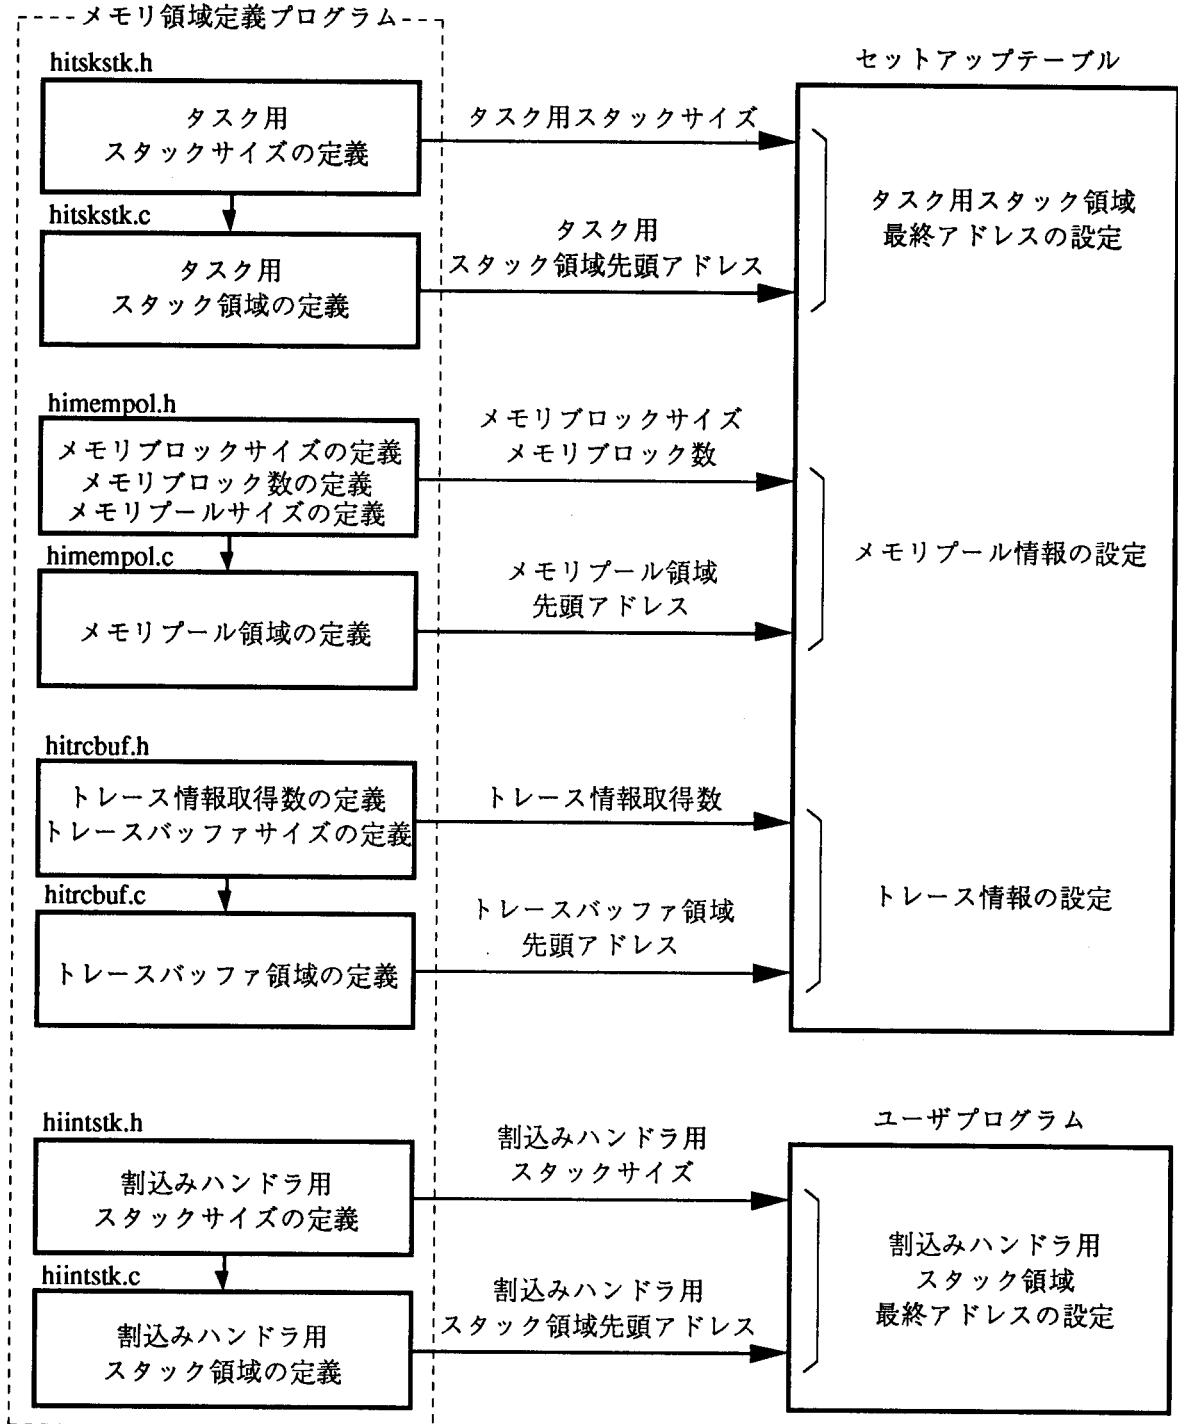 メモリ領域定義プログラム
hitskstk.h
タスク用
スタックサイズの定義
タスク用スタックサイズ
セットアップテーブル
hitskstk.c
タスク用
スタック領域の定義
タスク用
スタック領域先頭アドレス
タスク用スタック領域
最終アドレスの設定
himempol.h
メモリブロックサイズの定義
メモリブロック数の定義
メモリプールサイズの定義
メモリブロックサイズ
メモリブロック数
himempol.c
メモリプール領域の定義
メモリプール領域
先頭アドレス
メモリプール情報の設定
hitrcbuf.h
トレース情報取得数の定義
トレースバッファサイズの定義
トレース情報取得数
hitrcbuf.c
トレースバッファ領域の定義
トレースバッファ領域
先頭アドレス
トレース情報の設定
hiintstk.h
割込みハンドラ用
スタックサイズの定義
割込みハンドラ用
スタックサイズ
ユーザプログラム
hiintstk.c
割込みハンドラ用
スタック領域の定義
割込みハンドラ用
スタック領域先頭アドレス
割込みハンドラ用
スタック領域
最終アドレスの設定